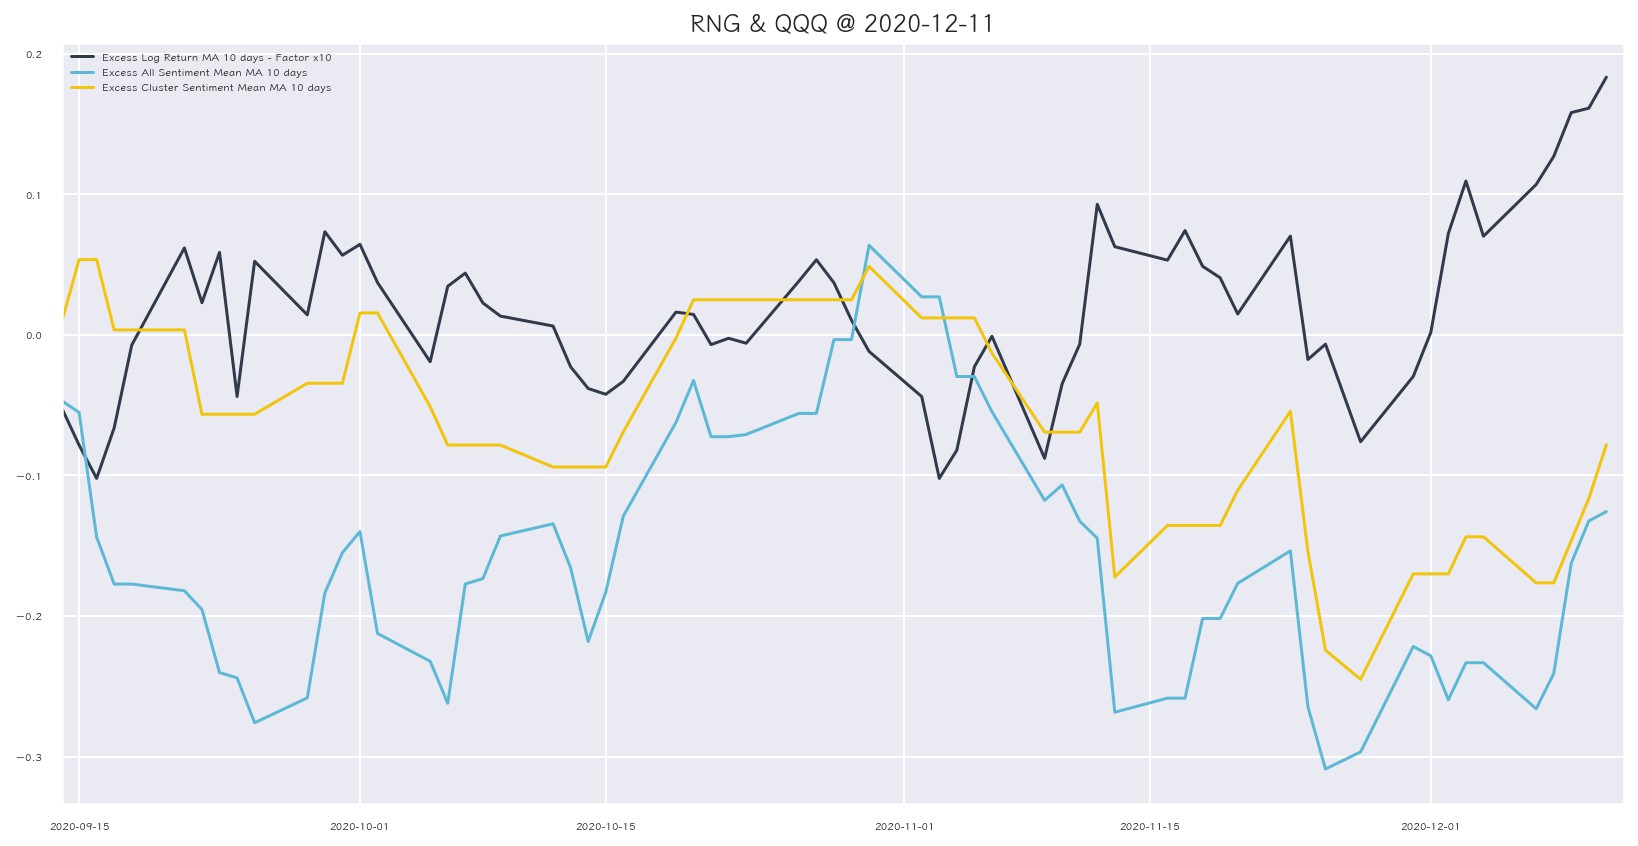 RNG & QQQ @ 2020-12-11
Excess Log Return MA 10 days - Factor x10
Excess All Sentiment Mean MA 10 days
Excess Cluster Sentiment Mean MA 10 days
0.2
0.1
0.0
−0.1
−0.2
−0.3
2020-09-15 2020-10-01 2020-10-15 2020-11-01 2020-11-15 2020-12-01